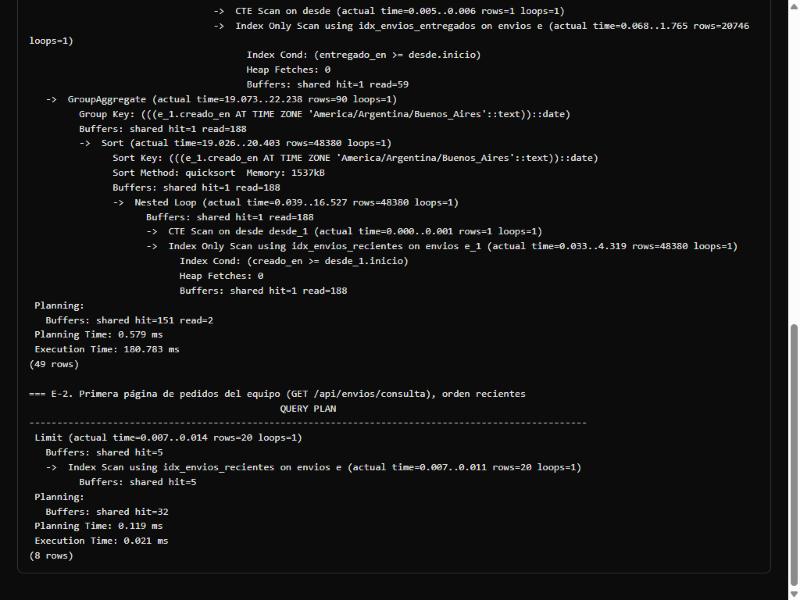 -> CTE Scan on desde (actual time=0.005..0.006 rows=1 loops=1)
-> Index Only Scan using idx_envios_entregados on envios e (actual time=0.068..1.765 rows=20746
loops=1)
Index Cond: (entregado_en >= desde.inicio)
Heap Fetches: 0
Buffers: shared hit=1 read=59
-> GroupAggregate (actual time=19.073..22.238 rows=90 loops=1)
Group Key: (((e_1.creado_en AT TIME ZONE 'America/Argentina/Buenos_Aires'::text))::date)
Buffers: shared hit=1 read=188
-> Sort (actual time=19.026..20.403 rows=48380 loops=1)
Sort Key: (((e_1.creado_en AT TIME ZONE 'America/Argentina/Buenos_Aires'::text))::date)
Sort Method: quicksort Memory: 1537kB
Buffers: shared hit=1 read=188
-> Nested Loop (actual time=0.039..16.527 rows=48380 loops=1)
Buffers: shared hit=1 read=188
-> CTE Scan on desde desde_1 (actual time=0.000..0.001 rows=1 loops=1)
-> Index Only Scan using idx_envios_recientes on envios e_1 (actual time=0.033..4.319 rows=48380 loops=1)
Index Cond: (creado_en >= desde_1.inicio)
Heap Fetches: 0
Buffers: shared hit=1 read=188
Planning:
Buffers: shared hit=151 read=2
Planning Time: 0.579 ms
Execution Time: 180.783 ms
(49 rows)
=== E-2. Primera página de pedidos del equipo (GET /api/envios/consulta), orden recientes
QUERY PLAN
---------------------------------------------------------------------------------------------------
Limit (actual time=0.007..0.014 rows=20 loops=1)
Buffers: shared hit=5
-> Index Scan using idx_envios_recientes on envios e (actual time=0.007..0.011 rows=20 loops=1)
Buffers: shared hit=5
Planning:
Buffers: shared hit=32
Planning Time: 0.119 ms
Execution Time: 0.021 ms
(8 rows)